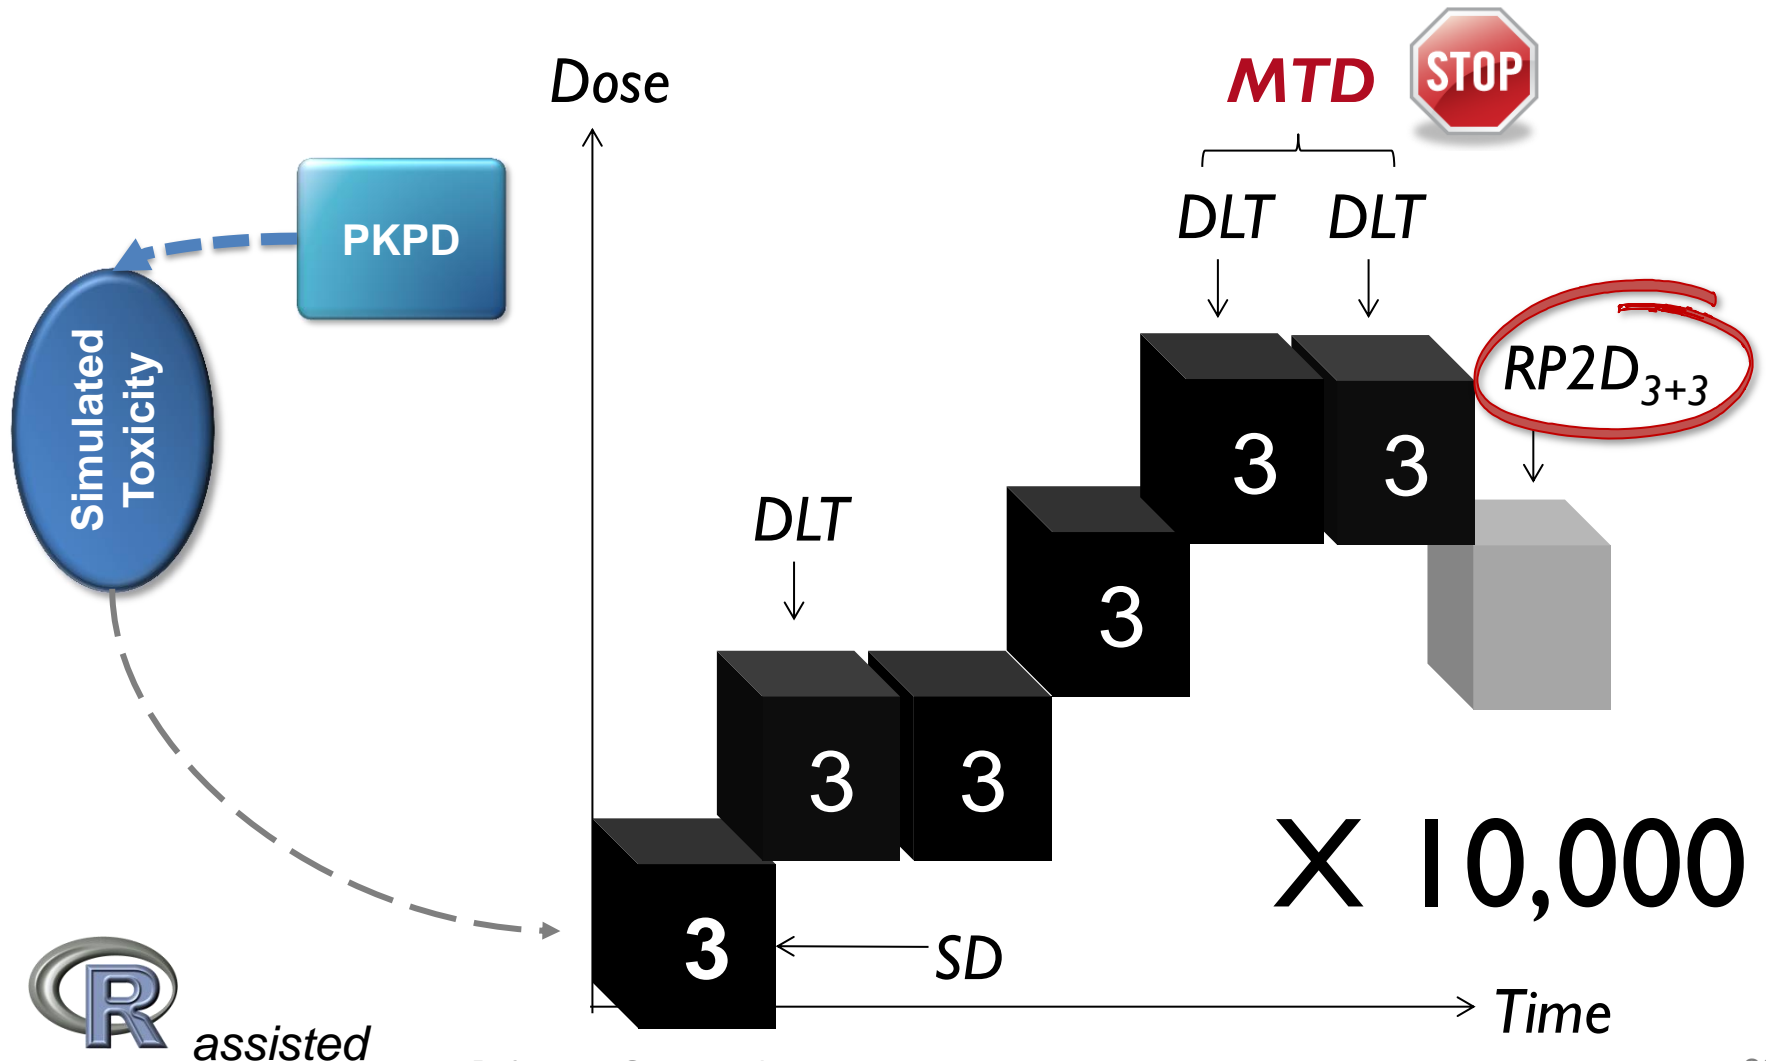 Dose
MTD
STOP
DLT DLT
PKPD
Simulated
Toxicity
RP2D3+3
3 3
DLT
3
3 3
X 10,000
3
SD
Time
R
assisted